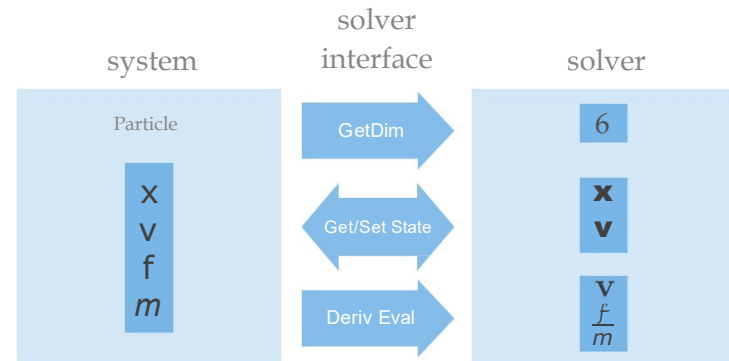 solver
system interface solver
Particle
x
v
f
m
GetDim
Get/Set State
Deriv Eval
6
x
v
v
f
m